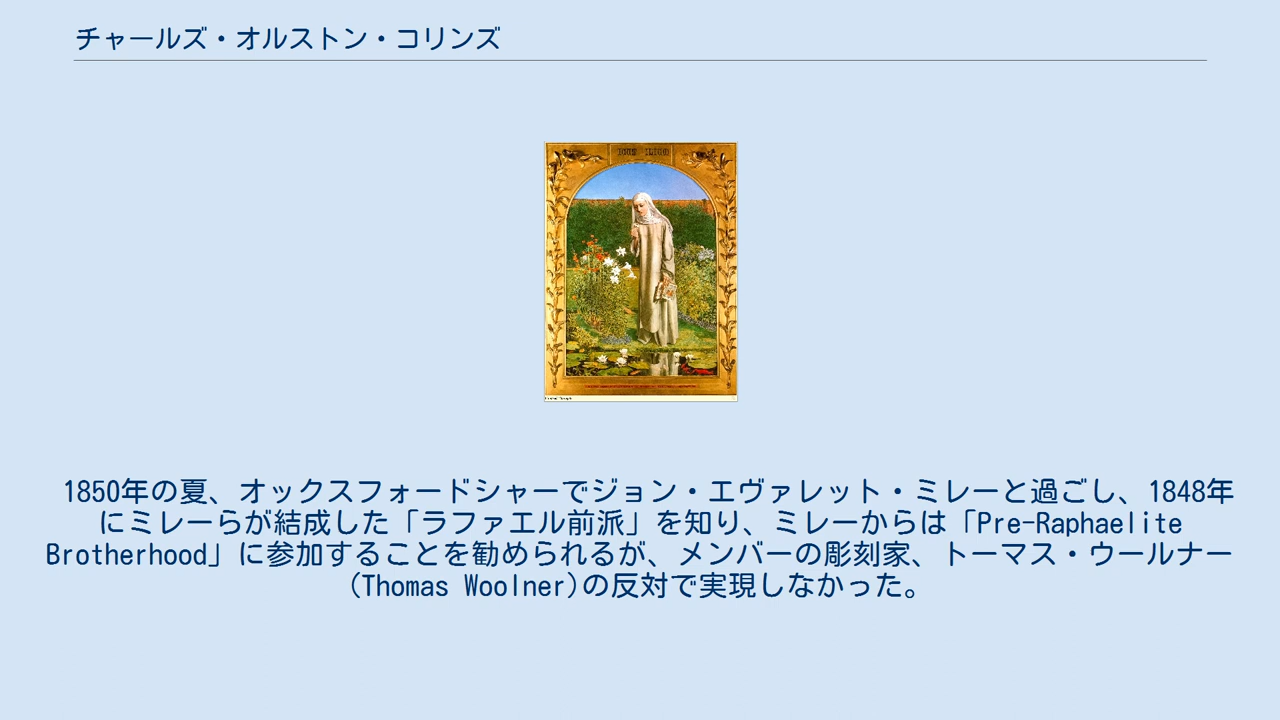 チャールズ・オルストン・コリンズ
1850年の夏、オックスフォードシャーでジョン・エヴァレット・ミレーと過ごし、1848年
にミレーらが結成した「ラファエル前派」を知り、ミレーからは「Pre-Raphaelite
Brotherhood」に参加することを勧められるが、メンバーの彫刻家、トーマス・ウールナー
(Thomas Woolner)の反対で実現しなかった。